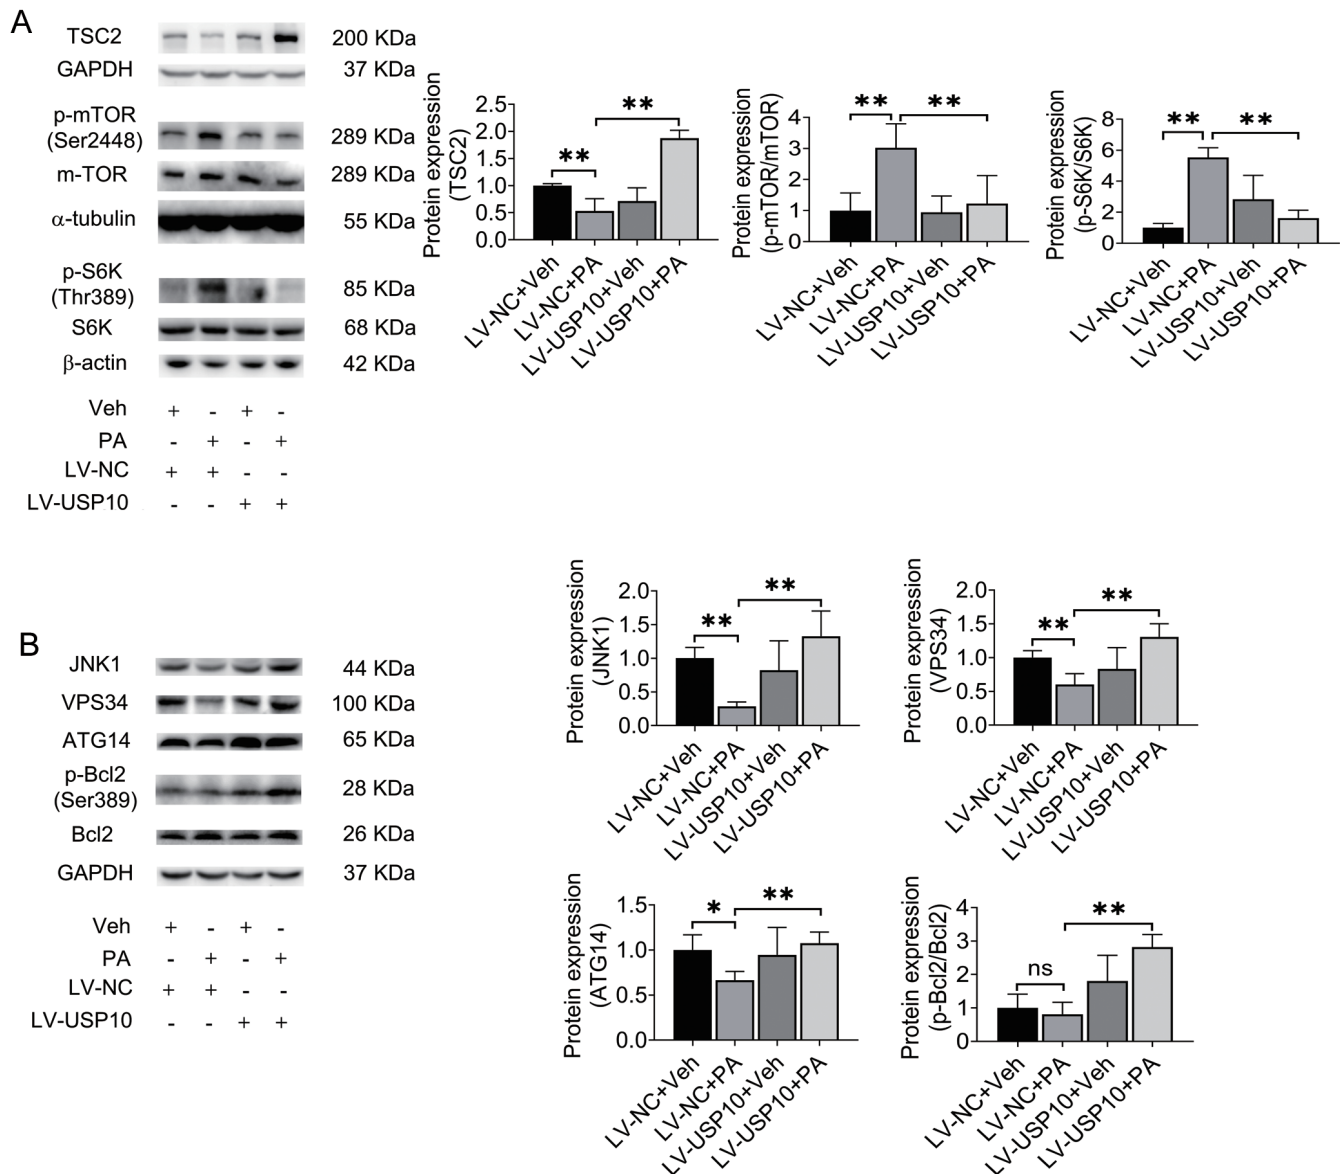 A
TSC2 200 KDa
GAPDH 37 KDa
p-mTOR
(Ser2448) 289 KDa
m-TOR 289 KDa
α-tubulin 55 KDa
p-S6K
(Thr389) 85 KDa
S6K 68 KDa
β-actin 42 KDa
Veh + - + -
PA - + - +
LV-NC + + - -
LV-USP10 - - + +
Protein expression
(TSC2)
2.5
2.0
1.5
1.0
0.5
0.0
** **
LV-NC+Veh
LV-NC+PA
LV-USP10+Veh
LV-USP10+PA
Protein expression
(p-mTOR/mTOR)
4
3
2
1
0
** **
LV-NC+Veh
LV-NC+PA
LV-USP10+Veh
LV-USP10+PA
Protein expression
(p-S6K/S6K)
8
6
4
2
0
** **
LV-NC+Veh
LV-NC+PA
LV-USP10+Veh
LV-USP10+PA
B
JNK1 44 KDa
VPS34 100 KDa
ATG14 65 KDa
p-Bcl2
(Ser389) 28 KDa
Bcl2 26 KDa
GAPDH 37 KDa
Veh + - + -
PA - + - +
LV-NC + + - -
LV-USP10 - - + +
Protein expression
(JNK1)
2.0
1.5
1.0
0.5
0.0
** **
LV-NC+Veh
LV-NC+PA
LV-USP10+Veh
LV-USP10+PA
Protein expression
(VPS34)
2.0
1.5
1.0
0.5
0.0
** **
LV-NC+Veh
LV-NC+PA
LV-USP10+Veh
LV-USP10+PA
Protein expression
(ATG14)
1.5
1.0
0.5
0.0
* **
LV-NC+Veh
LV-NC+PA
LV-USP10+Veh
LV-USP10+PA
Protein expression
(p-Bcl2/Bcl2)
4
3
2
1
0
ns **
LV-NC+Veh
LV-NC+PA
LV-USP10+Veh
LV-USP10+PA